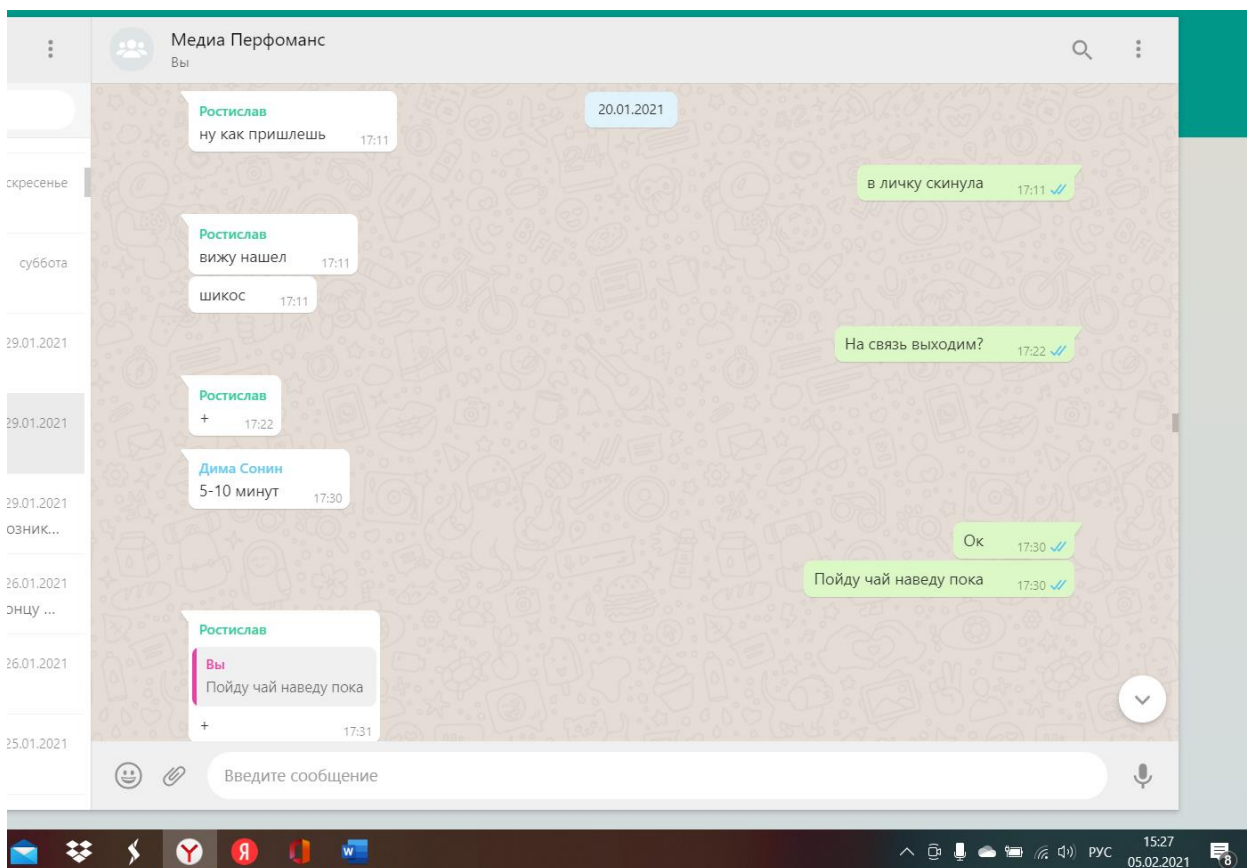 Медиа Перфоманс
Вы
скресенье
суббота
29.01.2021
29.01.2021
29.01.2021
озник...
26.01.2021
онцу ...
26.01.2021
25.01.2021
20.01.2021
Ростислав
ну как пришлешь 17:11
в личку скинула 17:11
Ростислав
вижу нашел 17:11
шикос 17:11
На связь выходим? 17:22
Ростислав
+ 17:22
Дима Сонин
5-10 минут 17:30
Ок 17:30
Пойду чай наведу пока 17:30
Ростислав
Вы
Пойду чай наведу пока
+ 17:31
Введите сообщение
Y Я W
РУС
15:27
05.02.2021
8